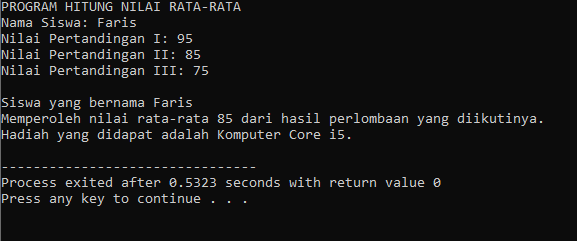 PROGRAM HITUNG NILAI RATA-RATA
Nama Siswa: Faris
Nilai Pertandingan I: 95
Nilai Pertandingan II: 85
Nilai Pertandingan III: 75
Siswa yang bernama Faris
Memperoleh nilai rata-rata 85 dari hasil perlombaan yang diikutinya.
Hadiah yang didapat adalah Komputer Core i5.
--------------------------------
Process exited after 0.5323 seconds with return value 0
Press any key to continue . . .